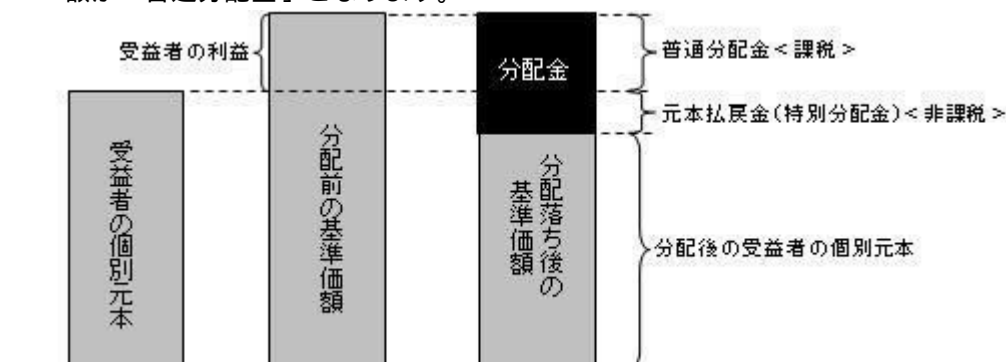 受益者の利益
普通分配金＜課税＞
分配金
元本払戻金(特別分配金)＜非課税＞
受益者の個別元本
分配前の基準価額
分配落ち後の
基準価額
分配後の受益者の個別元本